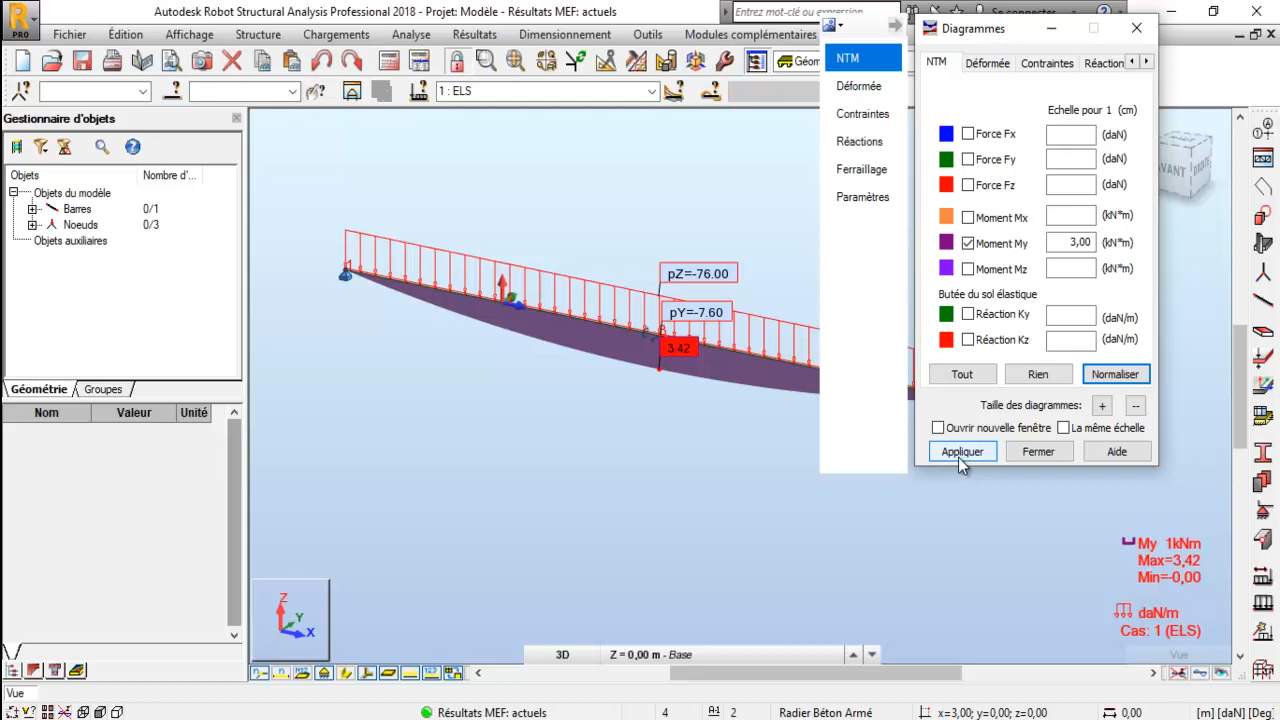 Autodesk Robot Structural Analysis Professional 2018 - Projet: Modèle - Résultats MEF: actuels
Entrez mot-clé ou expression
Se connecter
PRO
Fichier
Structure
Chargements
Analyse
Résultats
Dimensionnement
Outils
Modules complémentaires
1 : ELS
Gestionnaire d'objets
Objets
Nombre d'...
Objets du modèle
Barres 0/1
Noeuds 0/3
Objets auxiliaires
Géométrie
Groupes
Nom Valeur Unité
Vue
pZ=-76.00
pY=-7.60
3.42
NTM
Déformée
Contraintes
Réactions
Ferraillage
Paramètres
Diagrammes
NTM Déformée Contraintes Réaction
Echelle pour 1 (cm)
Force Fx (daN)
Force Fy (daN)
Force Fz (daN)
Moment Mx (kN*m)
Moment My 3,00 (kN*m)
Moment Mz (kN*m)
Butée du sol élastique
Réaction Ky (daN/m)
Réaction Kz (daN/m)
Tout Rien Normaliser
Taille des diagrammes: + --
Ouvrir nouvelle fenêtre La même échelle
Appliquer Fermer Aide
AVANT
DROITE
My 1kNm
Max=3,42
Min=-0,00
daN/m
Cas: 1 (ELS)
Vue
Z
Y
X
3D
Z = 0,00 m - Base
Résultats MEF: actuels
4
2
Radier Béton Armé
x=3,00; y=0,00; z=0,00
0,00
[m] [daN] [Deg]